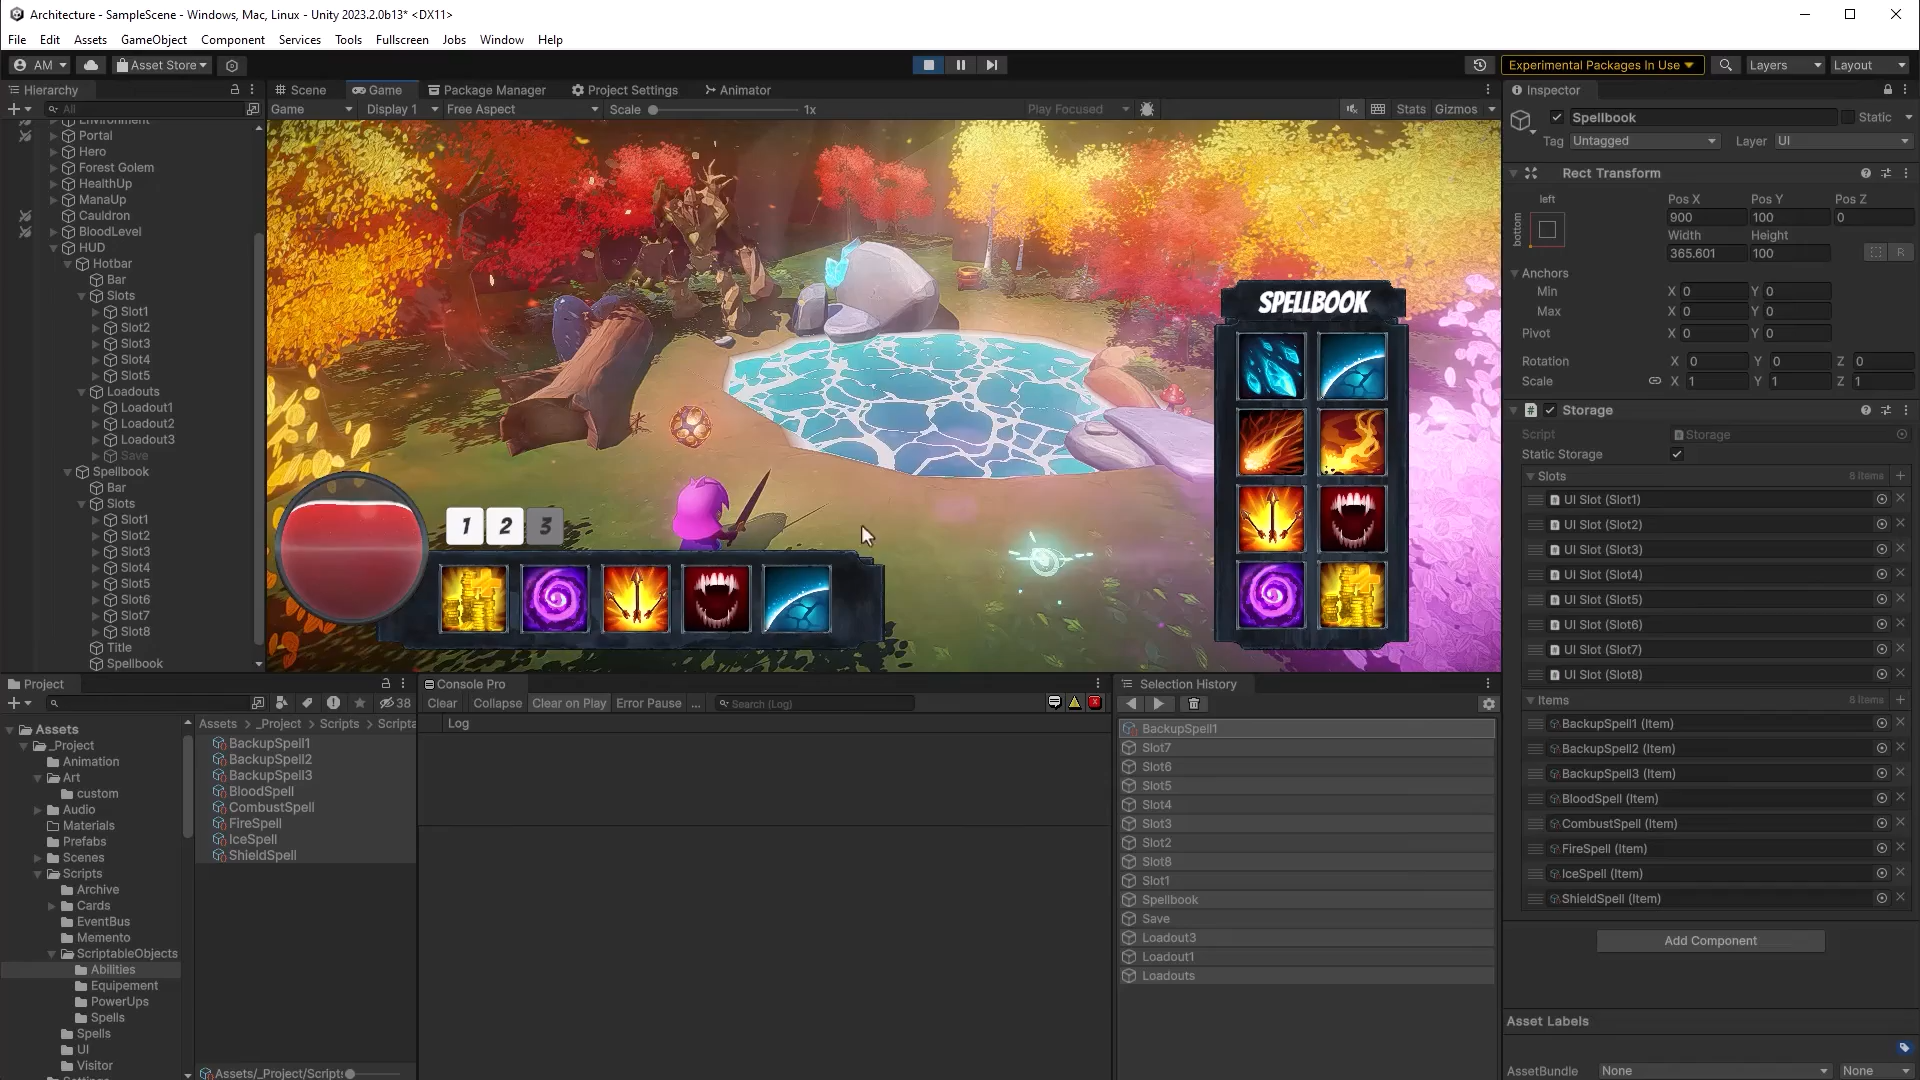 Architecture - SampleScene - Windows, Mac, Linux - Unity 2023.2.0b13* <DX11>
File Edit Assets GameObject Component Services Tools Fullscreen Jobs Window Help
AM Asset Store Experimental Packages In Use Layers Layout
Hierarchy
All
Environment
Portal
Hero
Forest Golem
HealthUp
ManaUp
Cauldron
BloodLevel
HUD
Hotbar
Bar
Slots
Slot1
Slot2
Slot3
Slot4
Slot5
Loadouts
Loadout1
Loadout2
Loadout3
Save
Spellbook
Bar
Slots
Slot1
Slot2
Slot3
Slot4
Slot5
Slot6
Slot7
Slot8
Title
Spellbook
Scene Game Package Manager Project Settings Animator
Game Display 1 Free Aspect Scale 1x Play Focused Stats Gizmos
SPELLBOOK
1 2 3
Inspector
Spellbook Static
Tag Untagged Layer UI
Rect Transform
left
bottom
Pos X Pos Y Pos Z
900 100 0
Width Height
365.601 100 R
Anchors
Min X 0 Y 0
Max X 0 Y 0
Pivot X 0 Y 0
Rotation X 0 Y 0 Z 0
Scale X 1 Y 1 Z 1
# Storage
Script Storage
Static Storage
Slots 8 Items
UI Slot (Slot1)
UI Slot (Slot2)
UI Slot (Slot3)
UI Slot (Slot4)
UI Slot (Slot5)
UI Slot (Slot6)
UI Slot (Slot7)
UI Slot (Slot8)
Items 8 Items
BackupSpell1 (Item)
BackupSpell2 (Item)
BackupSpell3 (Item)
BloodSpell (Item)
CombustSpell (Item)
FireSpell (Item)
IceSpell (Item)
ShieldSpell (Item)
Add Component
Asset Labels
AssetBundle None None
Project
38
Assets
_Project
Animation
Art
custom
Audio
Materials
Prefabs
Scenes
Scripts
Archive
Cards
EventBus
Memento
ScriptableObjects
Abilities
Equipement
PowerUps
Spells
Spells
UI
Visitor
Settings
Assets > _Project > Scripts > Scripta
BackupSpell1
BackupSpell2
BackupSpell3
BloodSpell
CombustSpell
FireSpell
IceSpell
ShieldSpell
Assets/_Project/Script
Console Pro
Clear Collapse Clear on Play Error Pause ... Search (Log)
Log
Selection History
BackupSpell1
Slot7
Slot6
Slot5
Slot4
Slot3
Slot2
Slot8
Slot1
Spellbook
Save
Loadout3
Loadout1
Loadouts